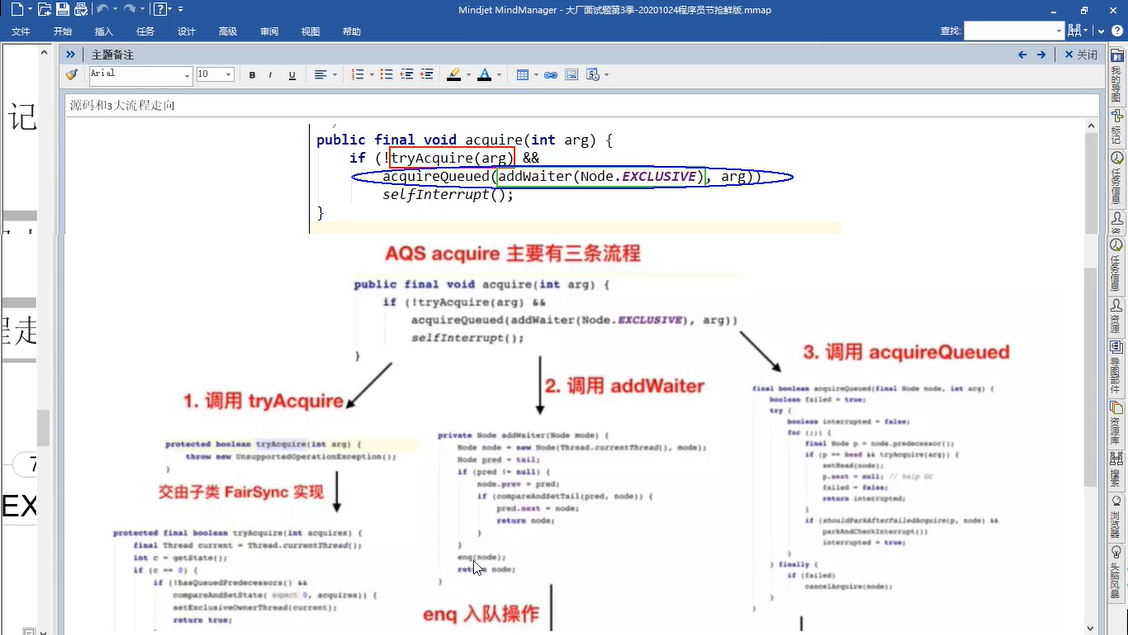 Mindjet MindManager - 大厂面试题第3季-20201024程序员节抢鲜版.mmap
文件 开始 插入 任务 设计 高级 审阅 视图 帮助 查找:
主题备注 关闭
Arial 10 B I U
源码和3大流程走向
public final void acquire(int arg) {
if (!tryAcquire(arg) &&
acquireQueued(addWaiter(Node.EXCLUSIVE), arg))
selfInterrupt();
}
AQS acquire 主要有三条流程
public final void acquire(int arg) {
if (!tryAcquire(arg) &&
acquireQueued(addWaiter(Node.EXCLUSIVE), arg))
selfInterrupt();
}
1. 调用 tryAcquire
protected boolean tryAcquire(int arg) {
throw new UnsupportedOperationException();
}
交由子类 FairSync 实现
protected final boolean tryAcquire(int acquires) {
final Thread current = Thread.currentThread();
int c = getState();
if (c == 0) {
if (!hasQueuedPredecessors() &&
compareAndSetState( expect: 0, acquires)) {
setExclusiveOwnerThread(current);
return true;
2. 调用 addWaiter
private Node addWaiter(Node mode) {
Node node = new Node(Thread.currentThread(), mode);
Node pred = tail;
if (pred != null) {
node.prev = pred;
if (compareAndSetTail(pred, node)) {
pred.next = node;
return node;
}
}
enq(node);
return node;
}
enq 入队操作
3. 调用 acquireQueued
final boolean acquireQueued(final Node node, int arg) {
boolean failed = true;
try {
boolean interrupted = false;
for (;;) {
final Node p = node.predecessor();
if (p == head && tryAcquire(arg)) {
setHead(node);
p.next = null; // help GC
failed = false;
return interrupted;
}
if (shouldParkAfterFailedAcquire(p, node) &&
parkAndCheckInterrupt())
interrupted = true;
}
} finally {
if (failed)
cancelAcquire(node);
}
}
记
程走
7
EX
我的导图
标记
任务信息
资
任务信息
资源
导图部件
资源库
搜索
浏览器
头脑风暴